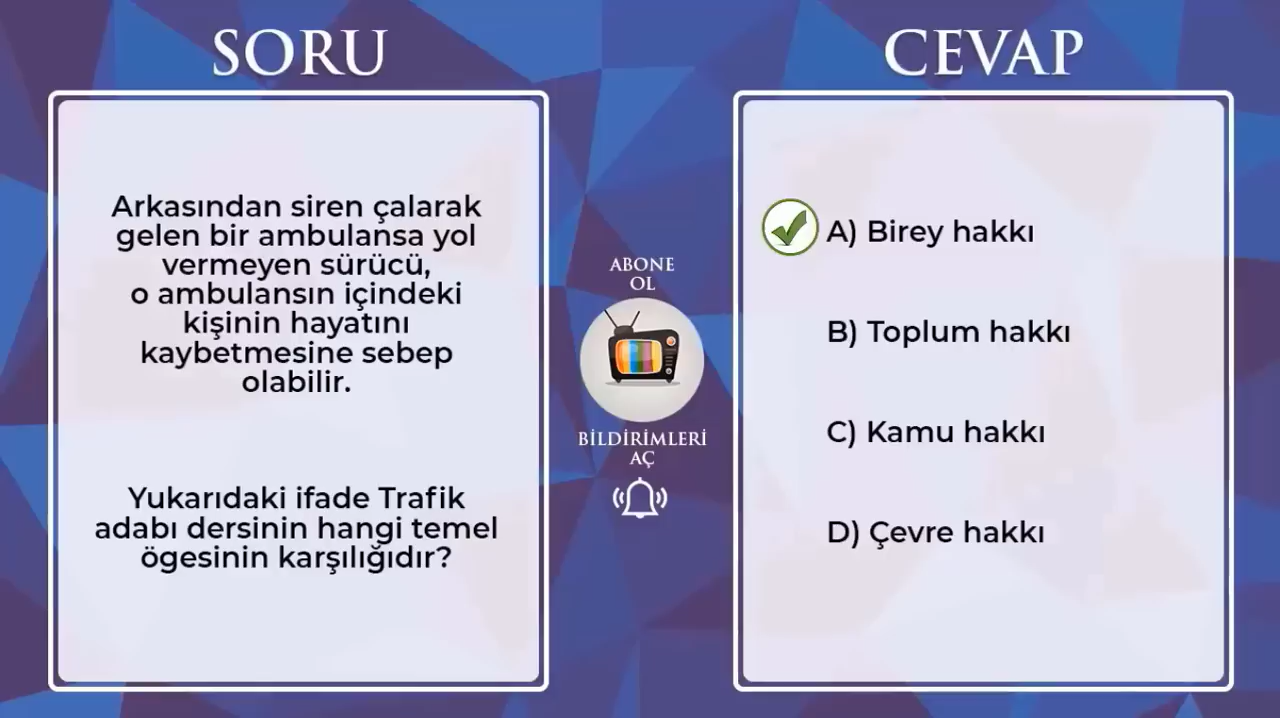 SORU
Arkasından siren çalarak
gelen bir ambulansa yol
vermeyen sürücü,
o ambulansın içindeki
kişinin hayatını
kaybetmesine sebep
olabilir.
Yukarıdaki ifade Trafik
adabı dersinin hangi temel
ögesinin karşılığıdır?
ABONE
OL
BİLDİRİMLERİ
AÇ
CEVAP
A) Birey hakkı
B) Toplum hakkı
C) Kamu hakkı
D) Çevre hakkı